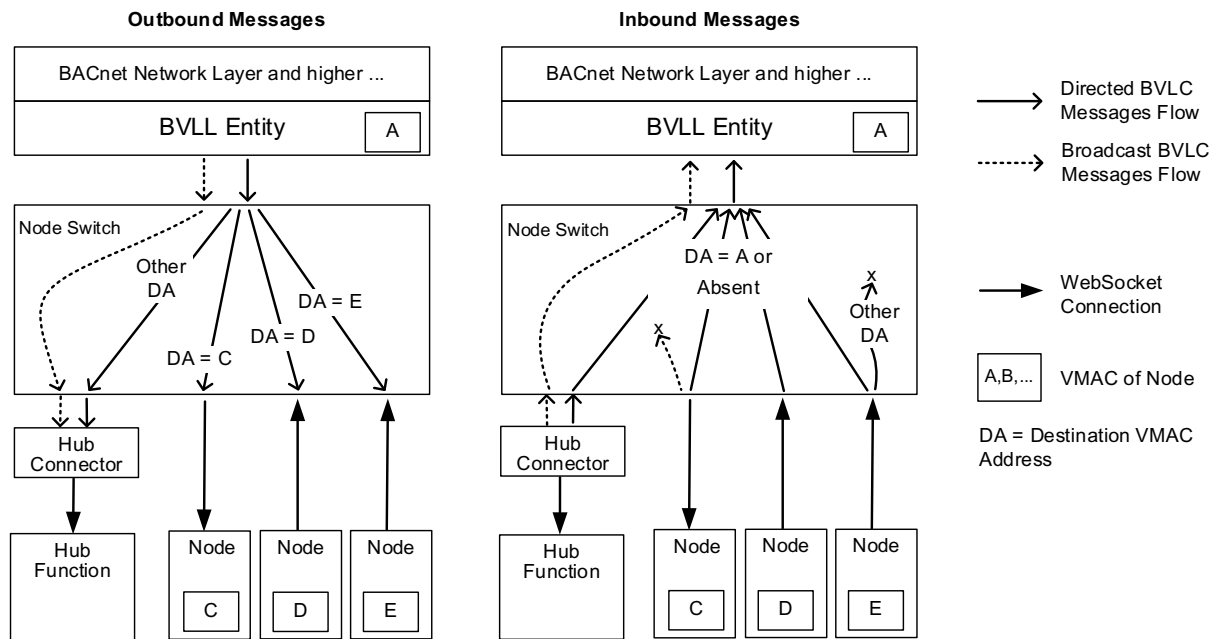 Outbound Messages
BACnet Network Layer and higher ...
BVLL Entity
A
Node Switch
Other
DA
DA = E
DA = D
DA = C
Hub
Connector
Hub
Function
Node
C
Node
D
Node
E
Inbound Messages
BACnet Network Layer and higher ...
BVLL Entity
A
Node Switch
DA = A or
Absent
x
x
Other
DA
Hub
Connector
Hub
Function
Node
C
Node
D
Node
E
Directed BVLC
Messages Flow
Broadcast BVLC
Messages Flow
WebSocket
Connection
A,B,...
VMAC of Node
DA = Destination VMAC
Address